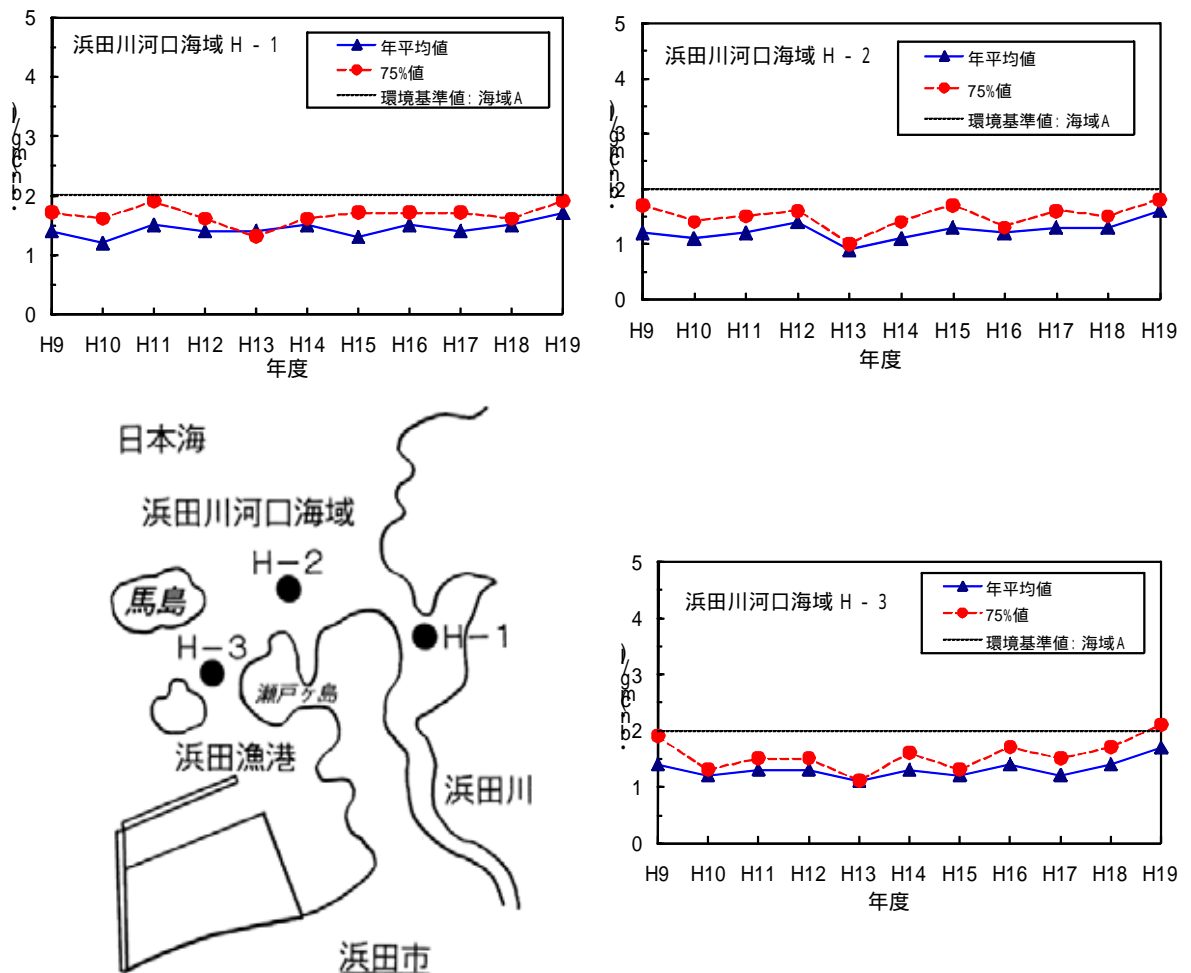 浜田川河口海域 H - 1
年平均値
75%値
環境基準値: 海域A
5
4
3
2
1
0
H9 H10 H11 H12 H13 H14 H15 H16 H17 H18 H19
年度
浜田川河口海域 H - 2
年平均値
75%値
環境基準値: 海域A
5
4
3
2
1
0
H9 H10 H11 H12 H13 H14 H15 H16 H17 H18 H19
年度
日本海
浜田川河口海域
H-2
馬島
H-1
H-3
瀬戸ヶ島
浜田漁港
浜田川
浜田市
浜田川河口海域 H - 3
年平均値
75%値
環境基準値: 海域A
5
4
3
2
1
0
H9 H10 H11 H12 H13 H14 H15 H16 H17 H18 H19
年度